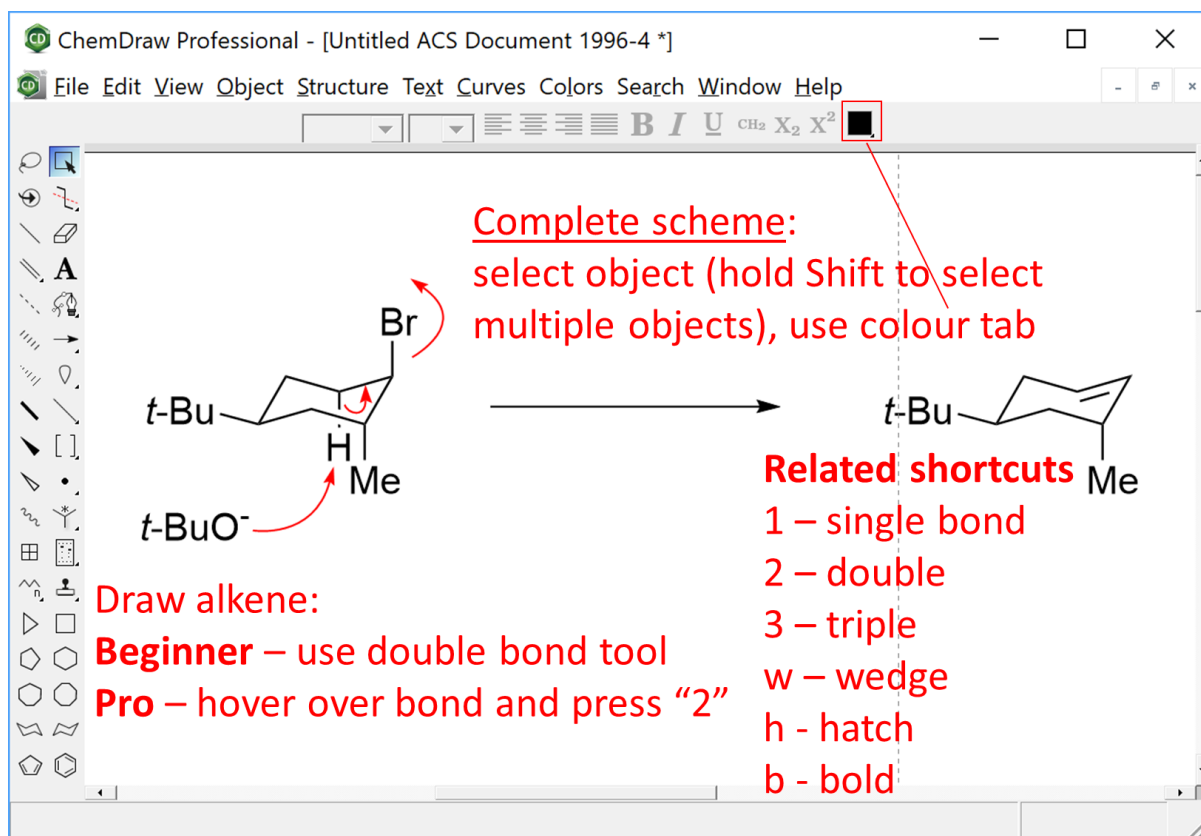 ChemDraw Professional - [Untitled ACS Document 1996-4 *]
File Edit View Object Structure Text Curves Colors Search Window Help
B I U CH₂ X₂ X²
A
Complete scheme:
select object (hold Shift to select
multiple objects), use colour tab
Br
t-Bu
H
Me
t-BuO⁻
t-Bu
Me
Draw alkene:
Beginner – use double bond tool
Pro – hover over bond and press “2”
Related shortcuts
1 – single bond
2 – double
3 – triple
w – wedge
h - hatch
b - bold